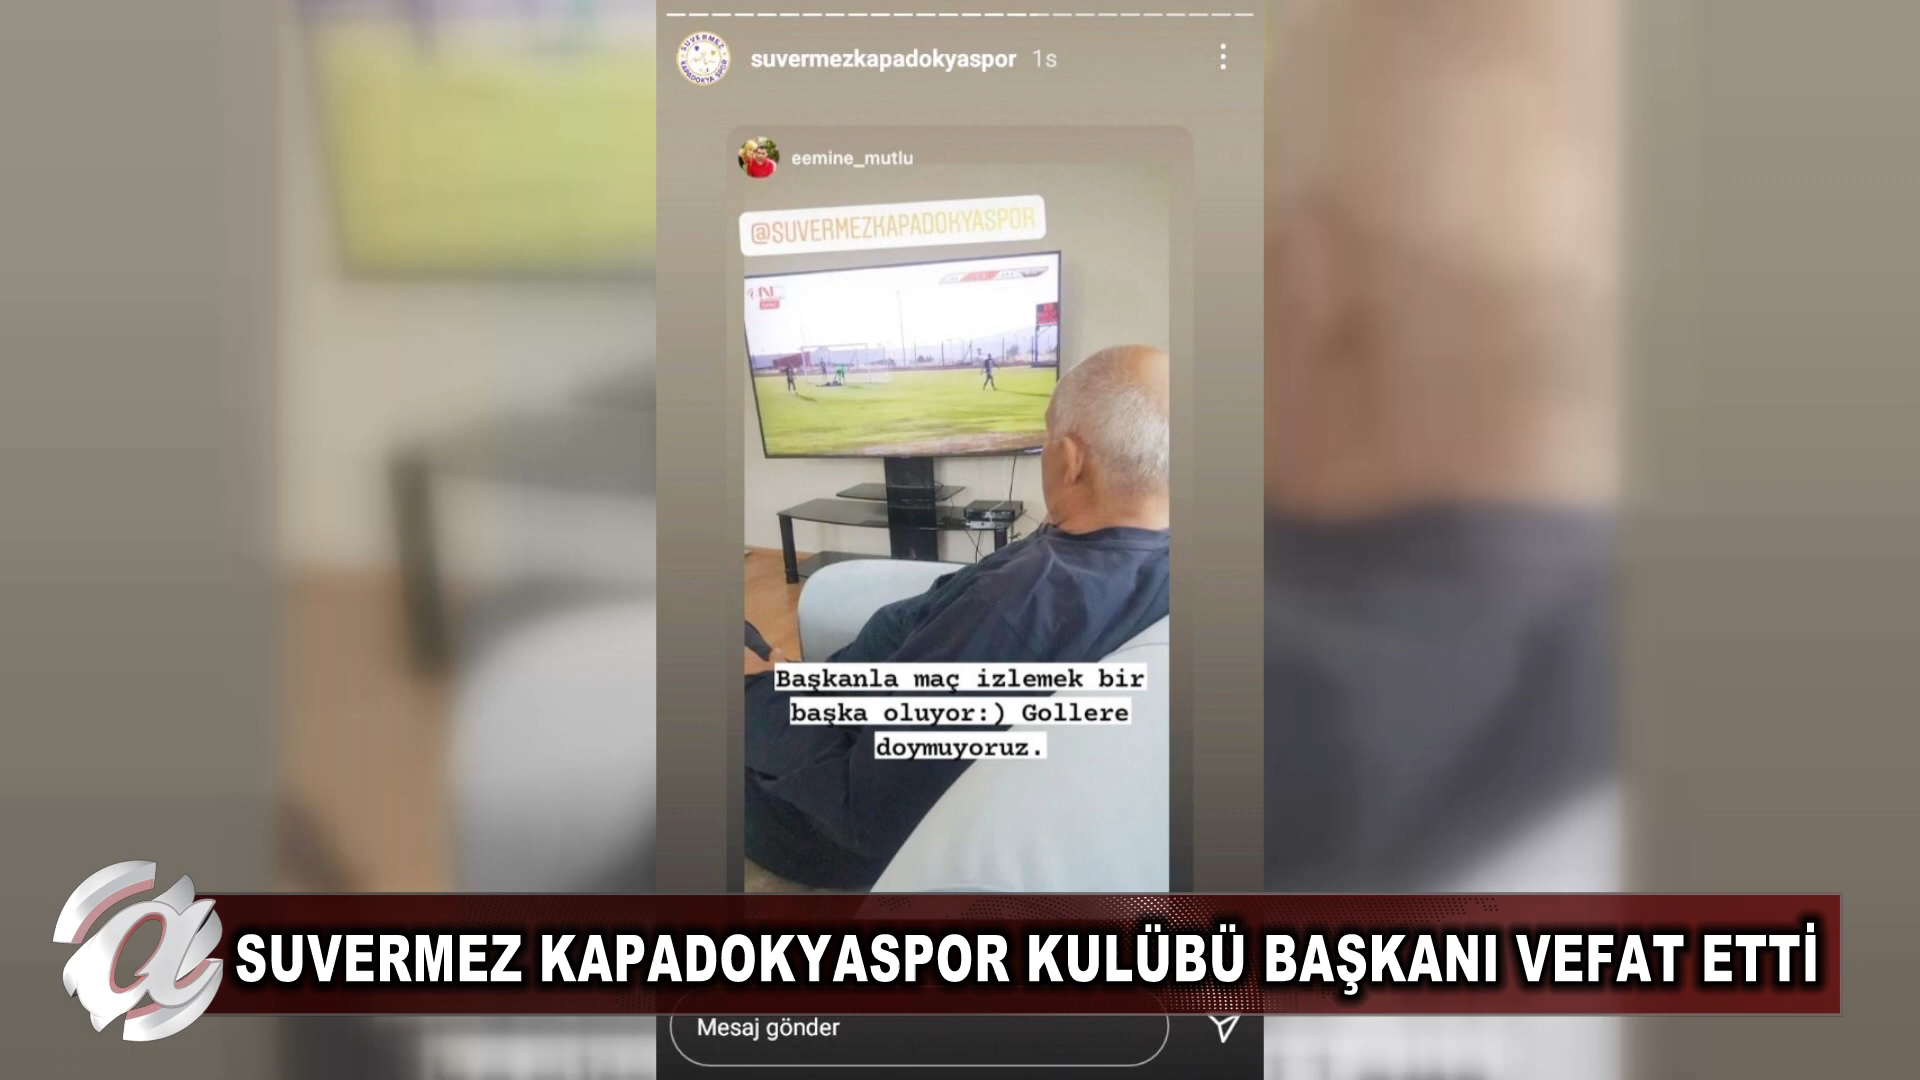 suvermezkapadokyaspor 1s
eemine_mutlu
@SUVERMEZKAPADOKYASPOR
Başkanla maç izlemek bir
başka oluyor:) Gollere
doymuyoruz.
SUVERMEZ KAPADOKYASPOR KULÜBÜ BAŞKANI VEFAT ETTİ
Mesaj gönder